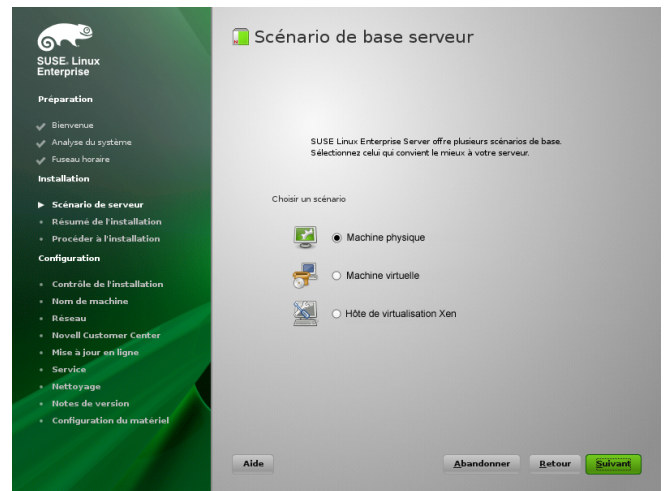 SUSE. Linux
Enterprise
Préparation
Bienvenue
Analyse du système
Fuseau horaire
Installation
Scénario de serveur
Résumé de l'installation
Procéder à l'installation
Configuration
Contrôle de l'installation
Nom de machine
Réseau
Novell Customer Center
Mise à jour en ligne
Service
Nettoyage
Notes de version
Configuration du matériel
Scénario de base serveur
SUSE Linux Enterprise Server offre plusieurs scénarios de base.
Sélectionnez celui qui convient le mieux à votre serveur.
Choisir un scénario
Machine physique
Machine virtuelle
Hôte de virtualisation Xen
Aide
Abandonner
Retour
Suivant